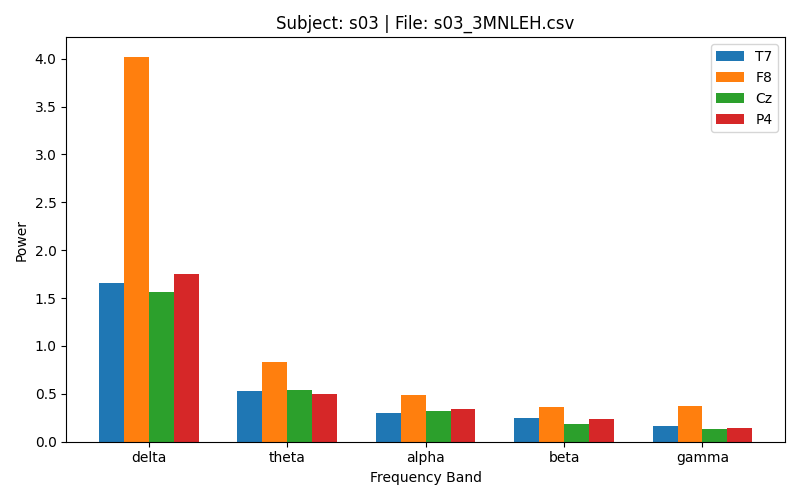 Subject: s03 | File: s03_3MNLEH.csv
T7
F8
Cz
P4
Power
4.0
3.5
3.0
2.5
2.0
1.5
1.0
0.5
0.0
delta theta alpha beta gamma
Frequency Band